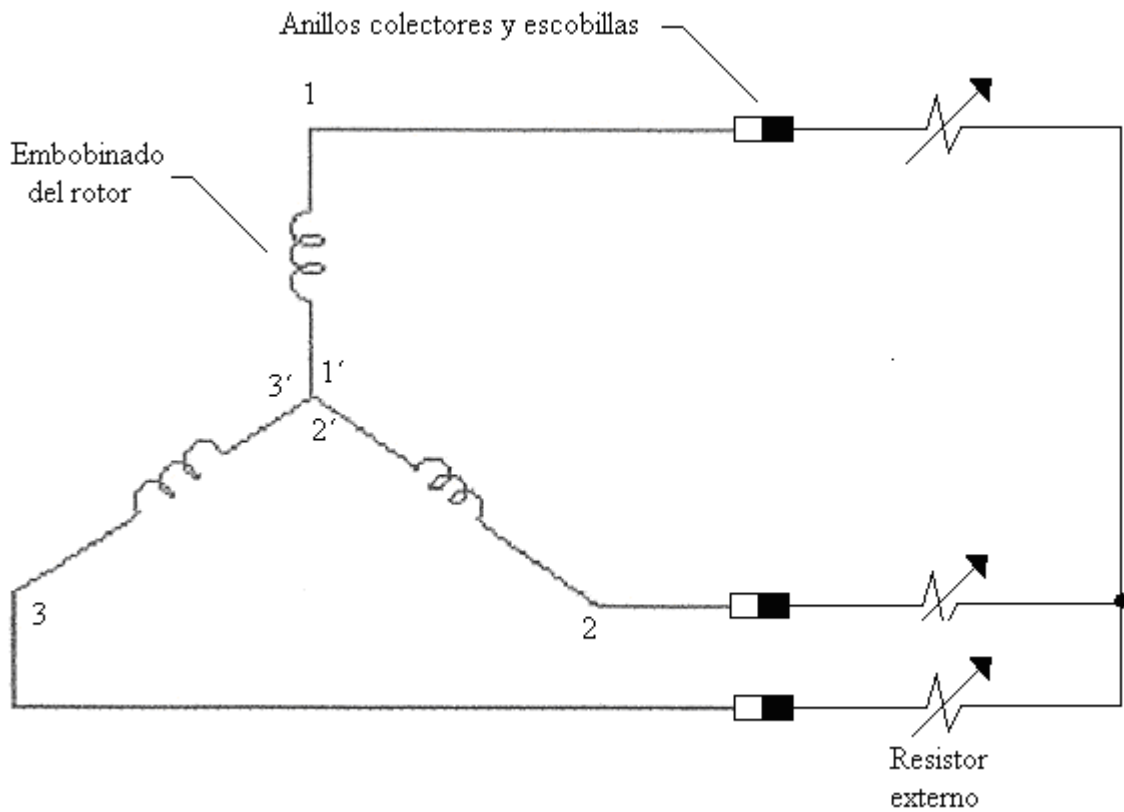 Anillos colectores y escobillas
1
Embobinado
del rotor
3´ 1´
2´
3
2
Resistor
externo